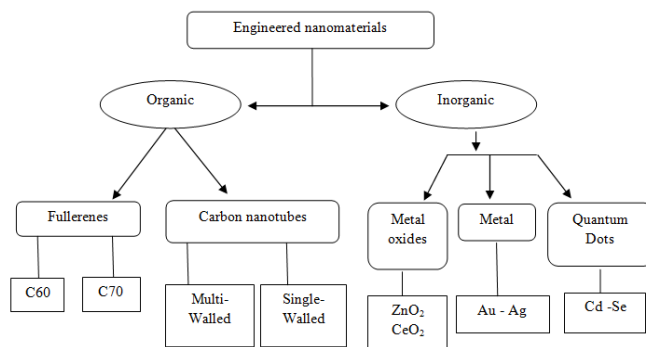 Engineered nanomaterials
Organic
Inorganic
Fullerenes
Carbon nanotubes
Metal
oxides
Metal
Quantum
Dots
C60
C70
Multi-
Walled
Single-
Walled
ZnO₂
CeO₂
Au - Ag
Cd -Se